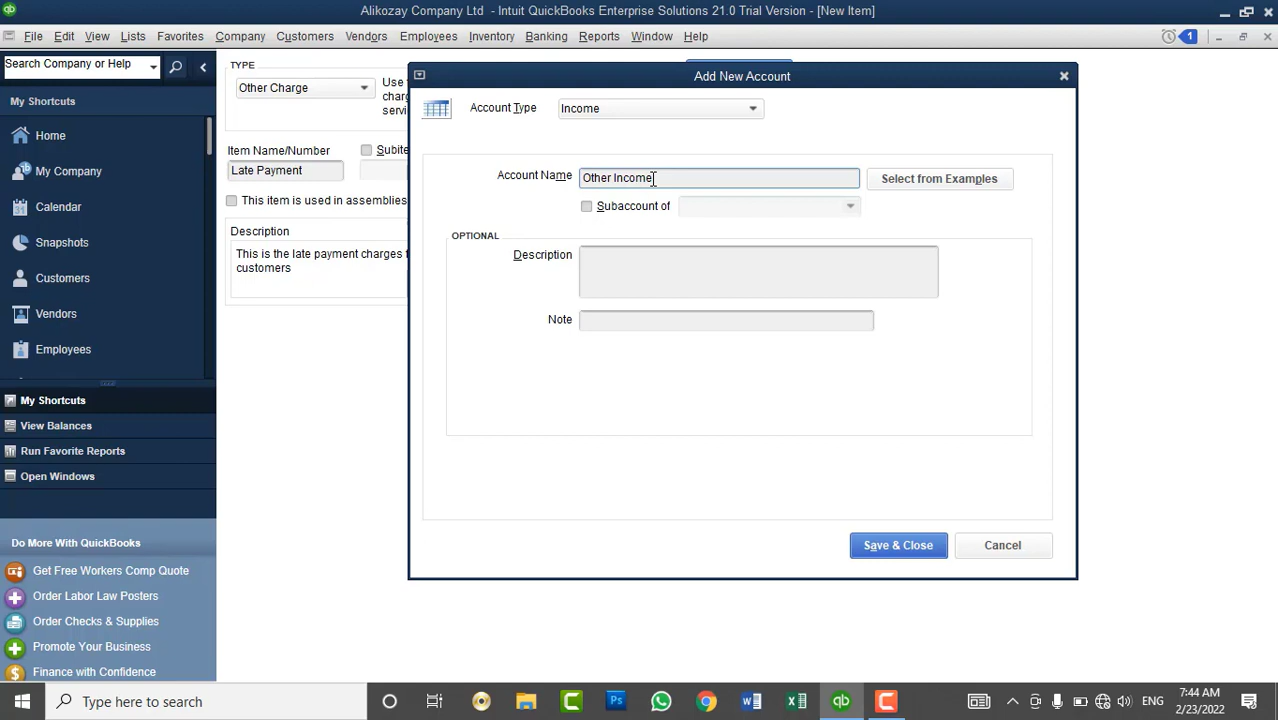 Alikozay Company Ltd - Intuit QuickBooks Enterprise Solutions 21.0 Trial Version - [New Item]
File Edit View Lists Favorites Company Customers Vendors Employees Inventory Banking Reports Window Help 1
Search Company or Help
My Shortcuts
Home
My Company
Calendar
Snapshots
Customers
Vendors
Employees
My Shortcuts
View Balances
Run Favorite Reports
Open Windows
Do More With QuickBooks
Get Free Workers Comp Quote
Order Labor Law Posters
Order Checks & Supplies
Promote Your Business
Finance with Confidence
TYPE
Other Charge
Use
Item Name/Number
Late Payment
This item is used in assemblies
Description
This is the late payment charges
customers
Add New Account
Account Type Income
Account Name Other Income Select from Examples
Subaccount of
OPTIONAL
Description
Note
Save & Close Cancel
Type here to search
ENG
7:44 AM
2/23/2022